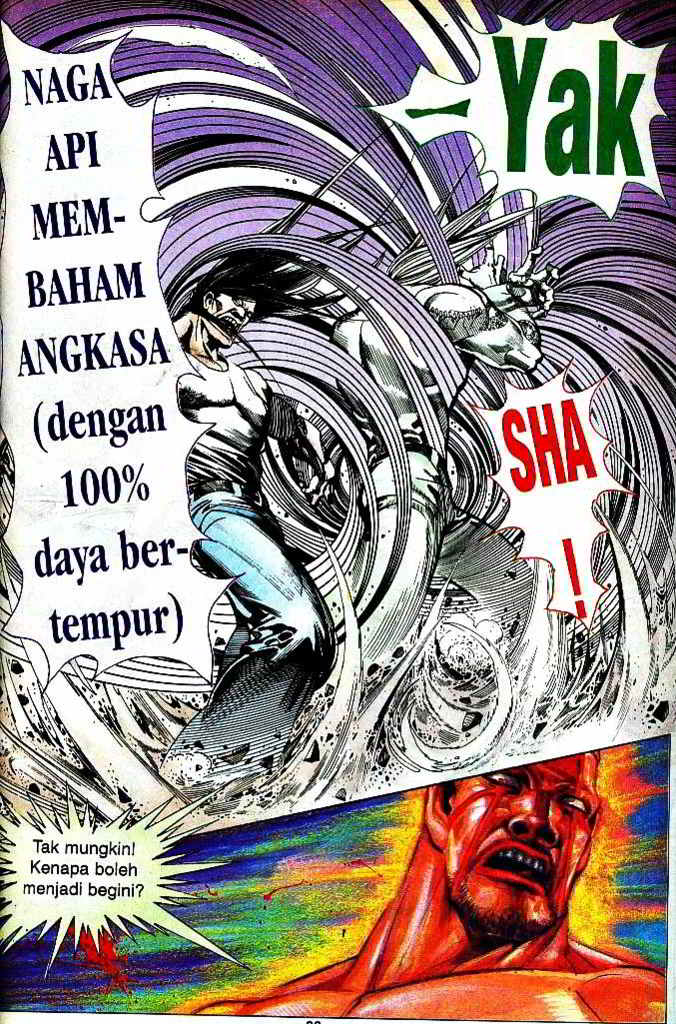 NAGA
API
MEM-
BAHAM
ANGKASA
(dengan
100%
daya ber-
tempur)
— Yak
SHA
!
Tak mungkin!
Kenapa boleh
menjadi begini?